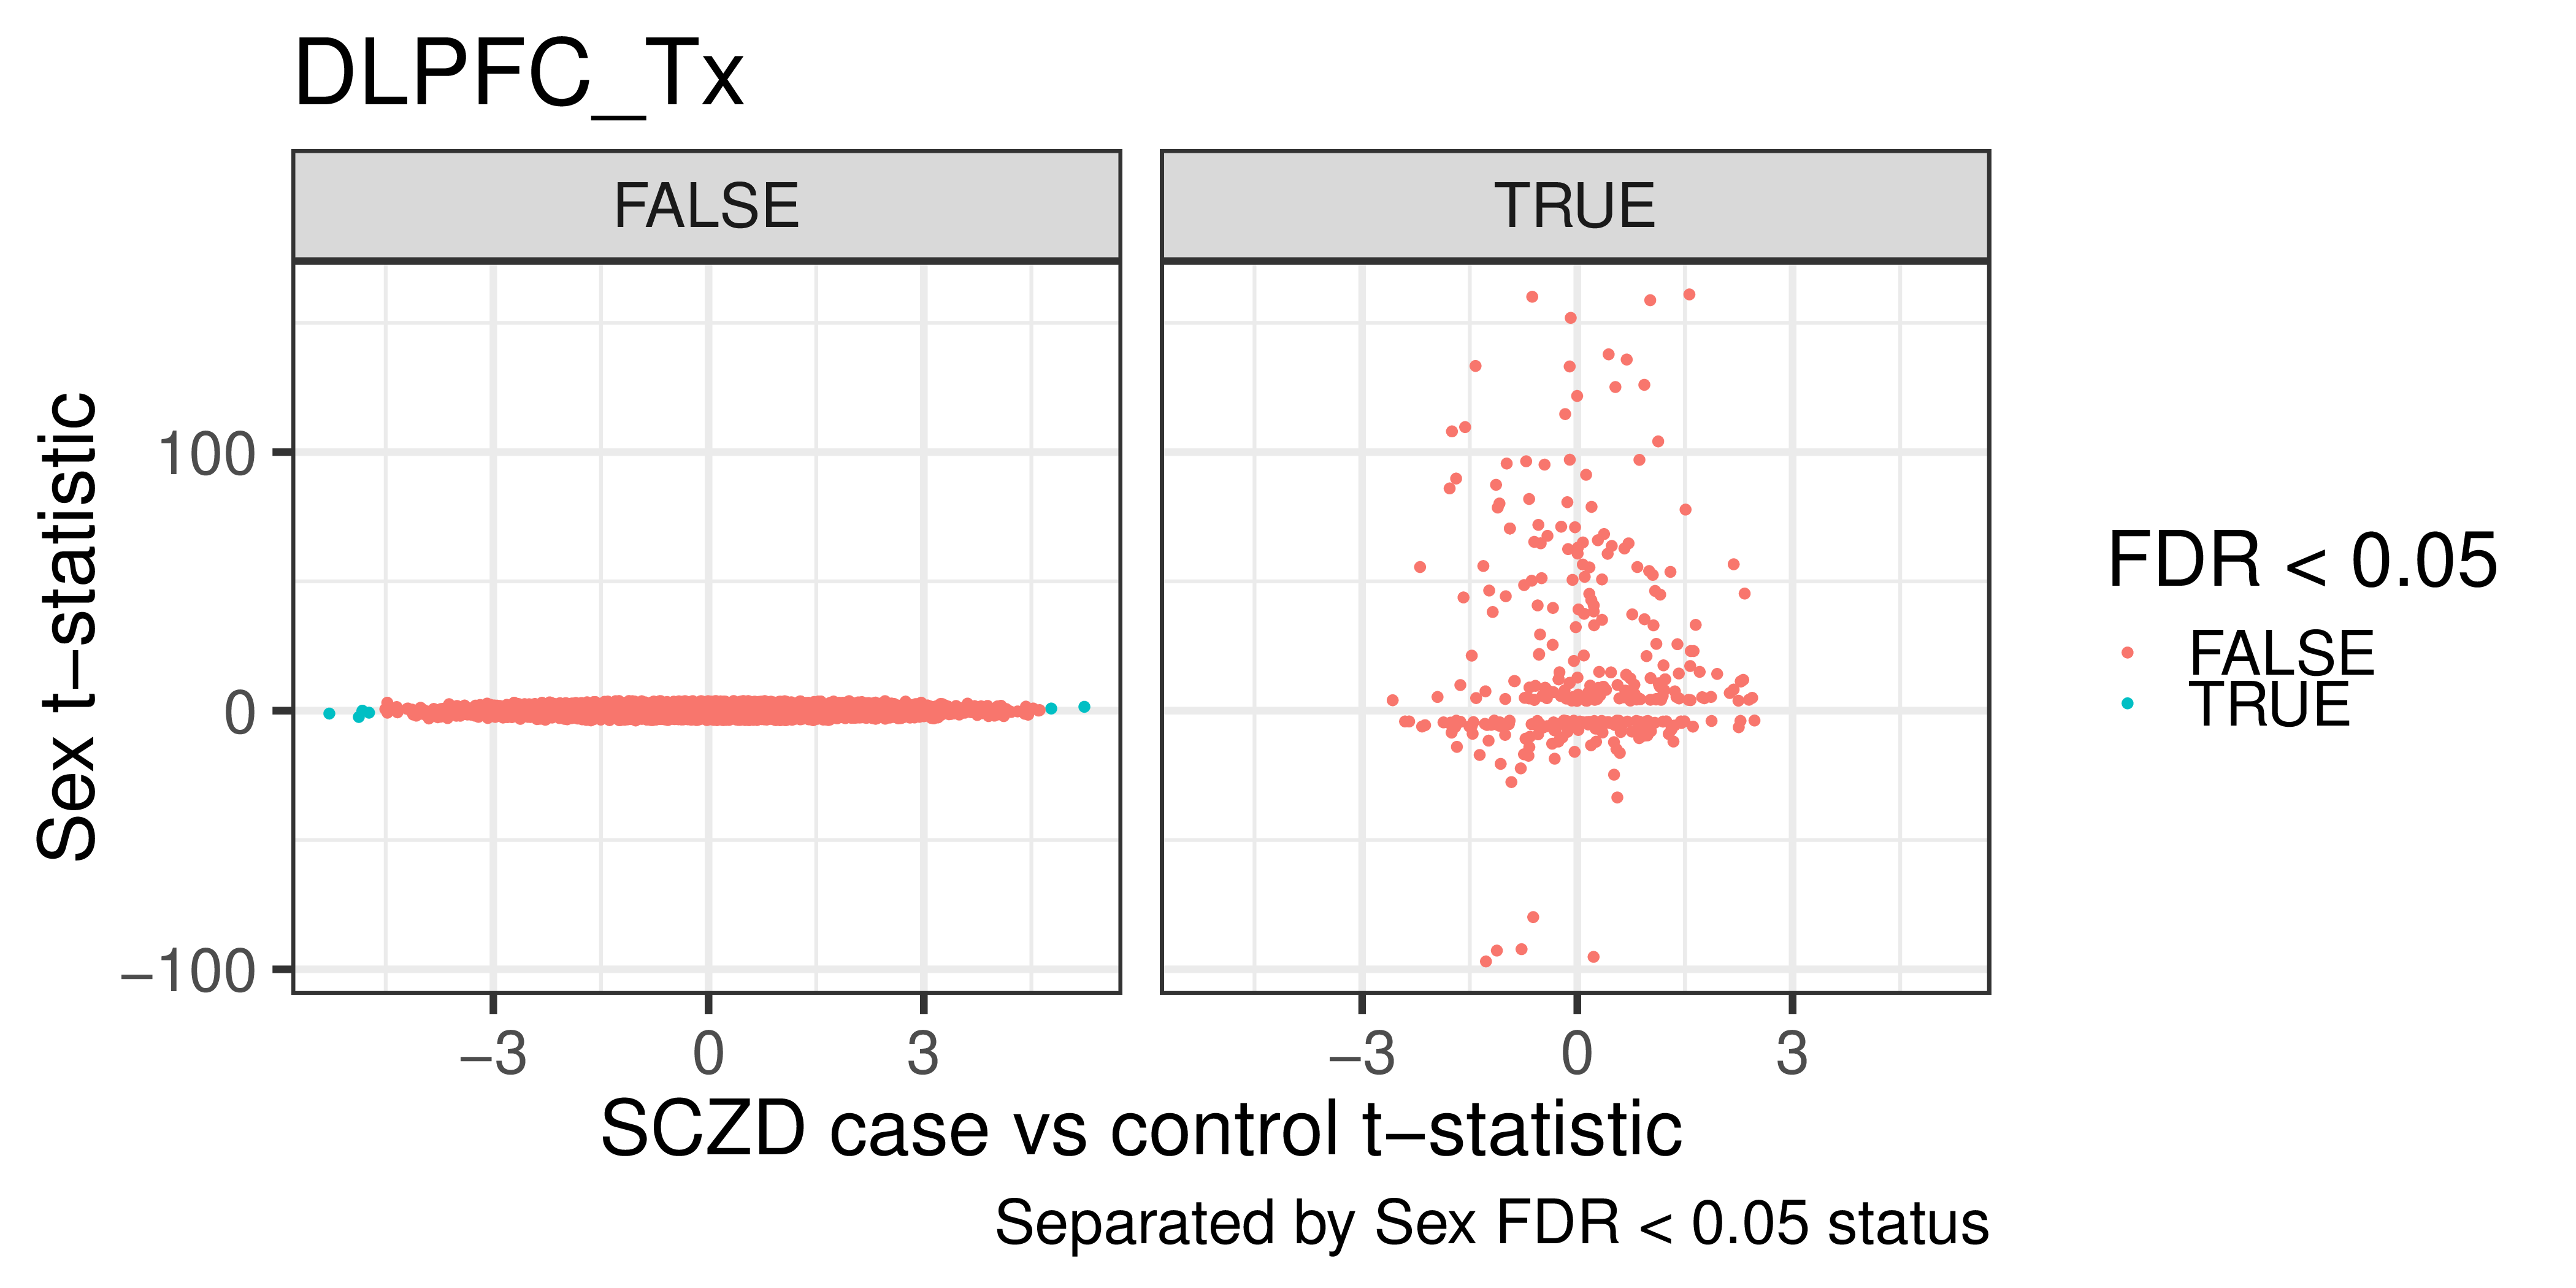 DLPFC_Tx
FALSE
TRUE
Sex t−statistic
100
0
−100
−3
0
3
−3
0
3
SCZD case vs control t−statistic
Separated by Sex FDR < 0.05 status
FDR < 0.05
FALSE
TRUE